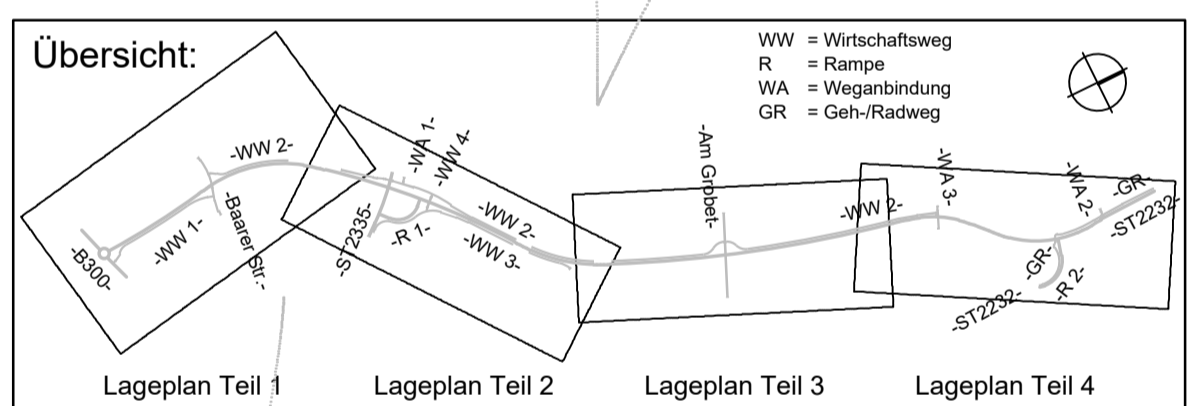 Übersicht:
WW = Wirtschaftsweg
R = Rampe
WA = Weganbindung
GR = Geh-/Radweg
-B300-
-WW 1-
-WW 2-
-Baarer Str.-
-ST2335-
-WA 1-
-WW 4-
-R 1-
-WW 2-
-WW 3-
-Am Grobet-
-WW 2-
-WA 3-
-WA 2-
-GR-
-ST2232-
-GR-
-R 2-
-ST2232-
Lageplan Teil 1
Lageplan Teil 2
Lageplan Teil 3
Lageplan Teil 4